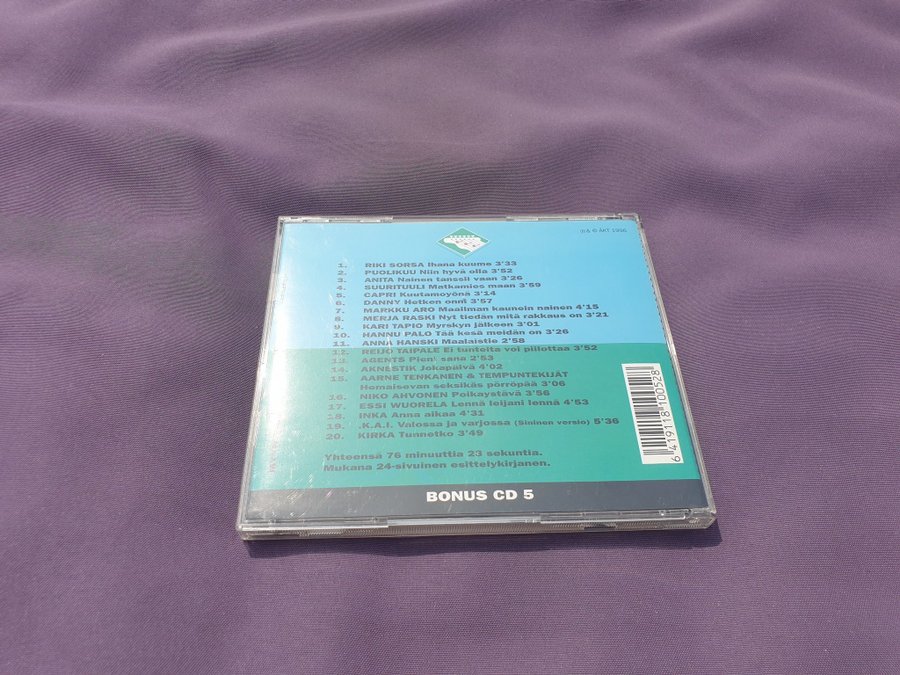 ℗ & © AKT 1996
1. RIKI SORSA Ihana kuume 3'33
2. PUOLIKUU Niin hyvä olla 3'52
3. ANITA Nainen tanssii vaan 3'26
4. SUURITUULI Matkamies maan 3'59
5. CAPRI Kuutamoyönä 3'14
6. DANNY Hetken onni 3'57
7. MARKKU ARO Maailman kaunein nainen 4'15
8. MERJA RASKI Nyt tiedän mitä rakkaus on 3'21
9. KARI TAPIO Myrskyn jälkeen 3'01
10. HANNU PALO Tää kesä meidän on 3'26
11. ANNA HANSKI Maalaistie 2'58
12. REIJO TAIPALE Ei tunteita voi piilottaa 3'52
13. AGENTS Pieni sana 2'53
14. AKNESTIK Jokapäivä 4'02
15. AARNE TENKANEN & TEMPUNTEKIJÄT
Homaisevan seksikäs pörröpää 3'06
16. NIKO AHVONEN Poikaystävä 3'56
17. ESSI WUORELA Lennä leijani lennä 4'53
18. INKA Anna aikaa 4'31
19. .K.A.I. Valossa ja varjossa (Sininen versio) 5'36
20. KIRKA Tunnetko 3'49
Yhteensä 76 minuuttia 23 sekuntia.
Mukana 24-sivuinen esittelykirjanen.
BONUS CD 5
6 419118 100528